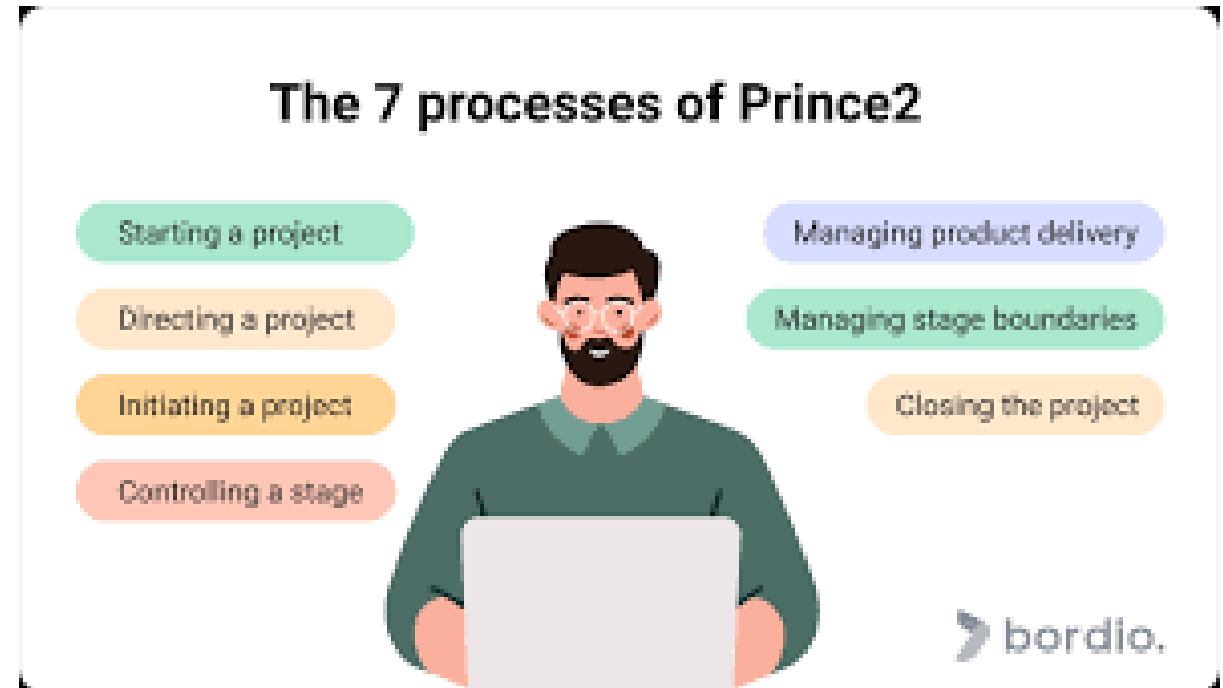 The 7 processes of Prince2
Starting a project
Directing a project
Initiating a project
Controlling a stage
Managing product delivery
Managing stage boundaries
Closing the project
bordio.